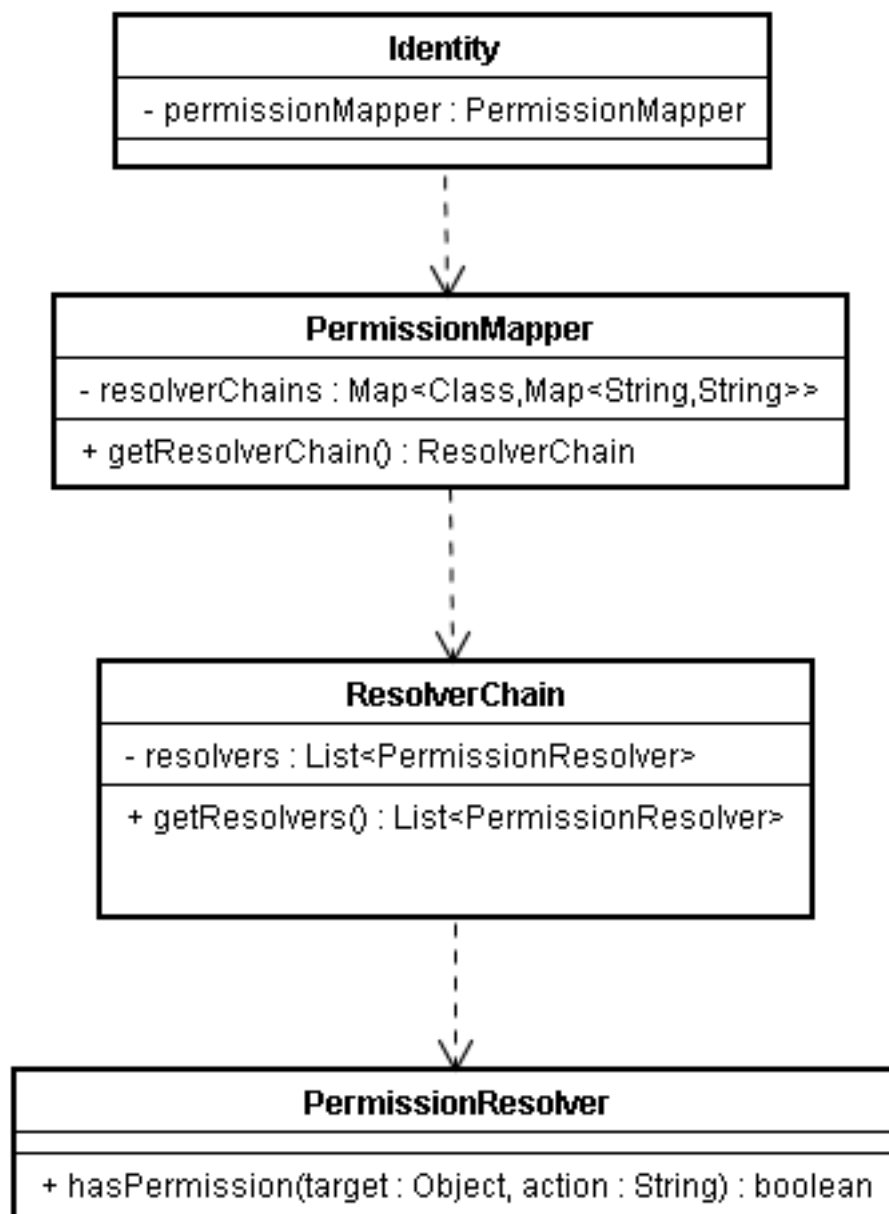 Identity
- permissionMapper : PermissionMapper
PermissionMapper
- resolverChains : Map<Class,Map<String,String>>
+ getResolverChain() : ResolverChain
ResolverChain
- resolvers : List<PermissionResolver>
+ getResolvers() : List<PermissionResolver>
PermissionResolver
+ hasPermission(target : Object, action : String) : boolean